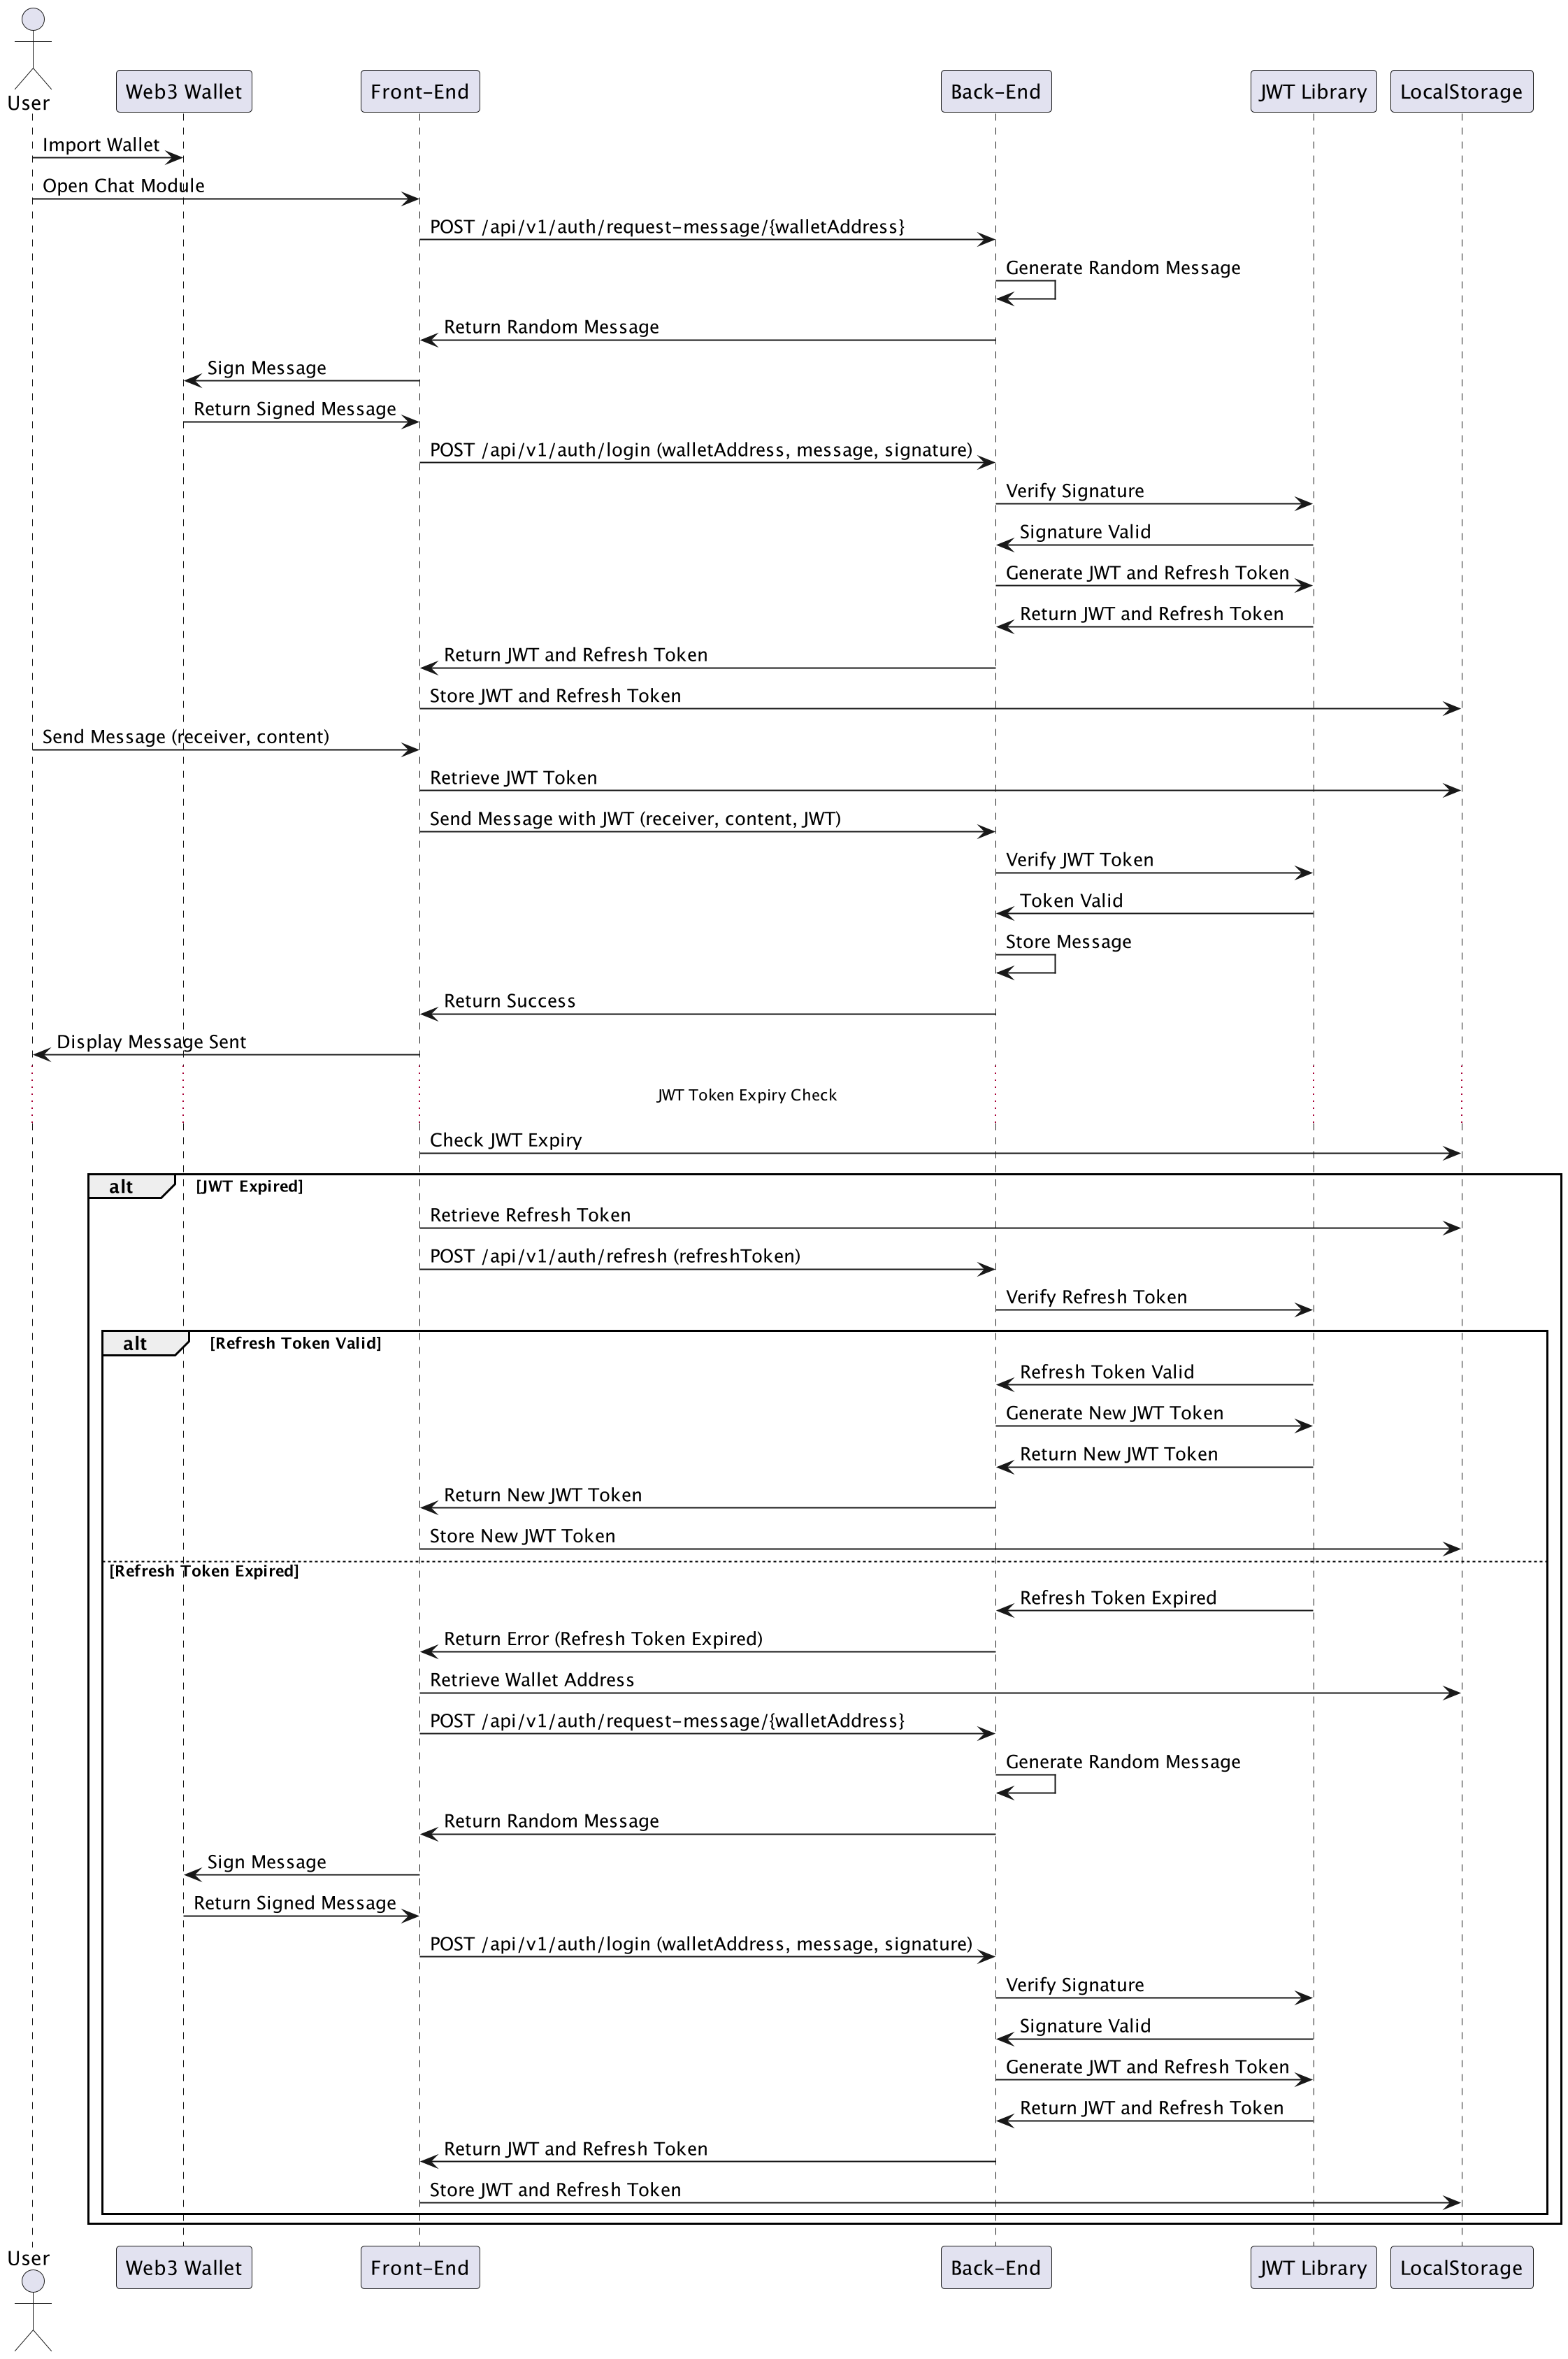 User
Web3 Wallet
Front-End
Back-End
JWT Library
LocalStorage
Import Wallet
Open Chat Module
POST /api/v1/auth/request-message/{walletAddress}
Generate Random Message
Return Random Message
Sign Message
Return Signed Message
POST /api/v1/auth/login (walletAddress, message, signature)
Verify Signature
Signature Valid
Generate JWT and Refresh Token
Return JWT and Refresh Token
Return JWT and Refresh Token
Store JWT and Refresh Token
Send Message (receiver, content)
Retrieve JWT Token
Send Message with JWT (receiver, content, JWT)
Verify JWT Token
Token Valid
Store Message
Return Success
Display Message Sent
JWT Token Expiry Check
Check JWT Expiry
alt [JWT Expired]
Retrieve Refresh Token
POST /api/v1/auth/refresh (refreshToken)
Verify Refresh Token
alt [Refresh Token Valid]
Refresh Token Valid
Generate New JWT Token
Return New JWT Token
Return New JWT Token
Store New JWT Token
[Refresh Token Expired]
Refresh Token Expired
Return Error (Refresh Token Expired)
Retrieve Wallet Address
POST /api/v1/auth/request-message/{walletAddress}
Generate Random Message
Return Random Message
Sign Message
Return Signed Message
POST /api/v1/auth/login (walletAddress, message, signature)
Verify Signature
Signature Valid
Generate JWT and Refresh Token
Return JWT and Refresh Token
Return JWT and Refresh Token
Store JWT and Refresh Token
User
Web3 Wallet
Front-End
Back-End
JWT Library
LocalStorage